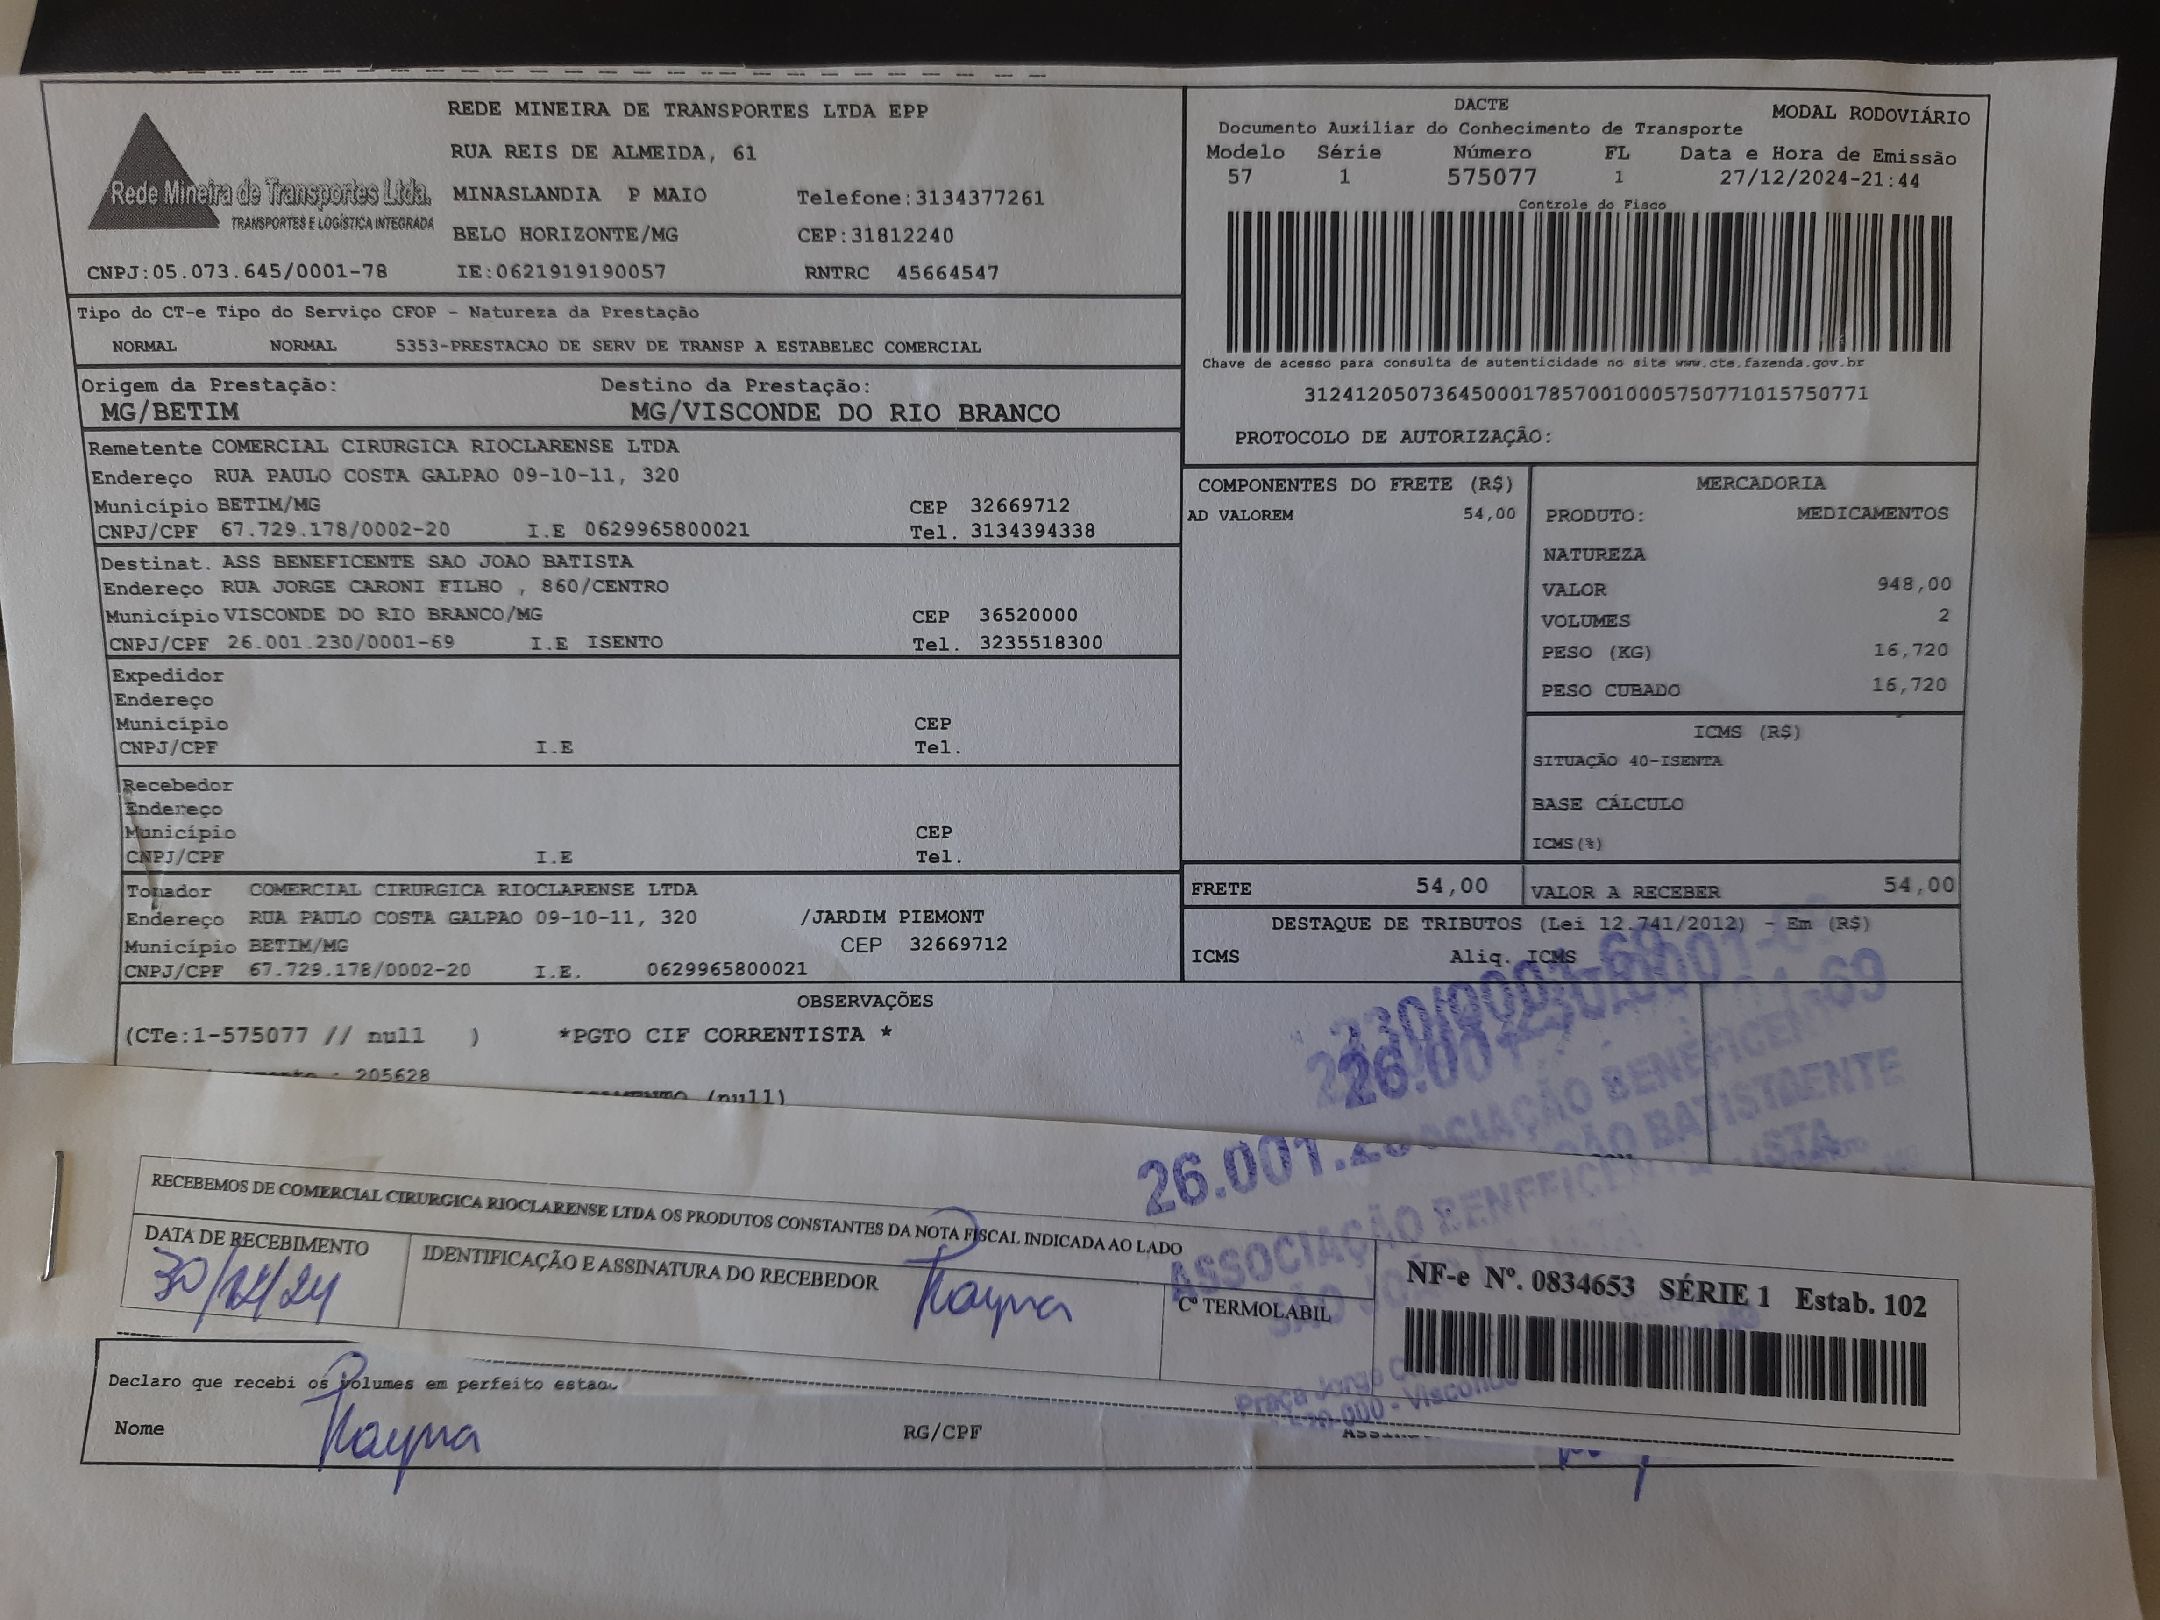 REDE MINEIRA DE TRANSPORTES LTDA EPP
RUA REIS DE ALMEIDA, 61
Rede Mineira de Transportes Ltda.
TRANSPORTES E LOGÍSTICA INTEGRADA
MINASLANDIA P MAIO Telefone:3134377261
BELO HORIZONTE/MG CEP:31812240
CNPJ:05.073.645/0001-78 IE:0621919190057 RNTRC 45664547
DACTE MODAL RODOVIÁRIO
Documento Auxiliar do Conhecimento de Transporte
Modelo Série Número FL Data e Hora de Emissão
57 1 575077 1 27/12/2024-21:44
Controle do Fisco
Chave de acesso para consulta de autenticidade no site www.cte.fazenda.gov.br
31241205073645000178570010005750771015750771
PROTOCOLO DE AUTORIZAÇÃO:
Tipo do CT-e Tipo do Serviço CFOP - Natureza da Prestação
NORMAL NORMAL 5353-PRESTACAO DE SERV DE TRANSP A ESTABELEC COMERCIAL
Origem da Prestação: Destino da Prestação:
MG/BETIM MG/VISCONDE DO RIO BRANCO
Remetente COMERCIAL CIRURGICA RIOCLARENSE LTDA
Endereço RUA PAULO COSTA GALPAO 09-10-11, 320
Município BETIM/MG CEP 32669712
CNPJ/CPF 67.729.178/0002-20 I.E 0629965800021 Tel. 3134394338
Destinat. ASS BENEFICENTE SAO JOAO BATISTA
Endereço RUA JORGE CARONI FILHO , 860/CENTRO
Município VISCONDE DO RIO BRANCO/MG CEP 36520000
CNPJ/CPF 26.001.230/0001-69 I.E ISENTO Tel. 3235518300
Expedidor
Endereço
Município CEP
CNPJ/CPF I.E Tel.
Recebedor
Endereço
Município CEP
CNPJ/CPF I.E Tel.
Tomador COMERCIAL CIRURGICA RIOCLARENSE LTDA
Endereço RUA PAULO COSTA GALPAO 09-10-11, 320 /JARDIM PIEMONT
Município BETIM/MG CEP 32669712
CNPJ/CPF 67.729.178/0002-20 I.E. 0629965800021
COMPONENTES DO FRETE (R$)
AD VALOREM 54,00
MERCADORIA
PRODUTO: MEDICAMENTOS
NATUREZA
VALOR 948,00
VOLUMES 2
PESO (KG) 16,720
PESO CUBADO 16,720
ICMS (R$)
SITUAÇÃO 40-ISENTA
BASE CÁLCULO
ICMS(%)
FRETE 54,00 VALOR A RECEBER 54,00
DESTAQUE DE TRIBUTOS (Lei 12.741/2012) - Em (R$)
ICMS Aliq. ICMS
OBSERVAÇÕES
(CTe:1-575077 // null ) *PGTO CIF CORRENTISTA *
: 205628
(null)
RECEBEMOS DE COMERCIAL CIRURGICA RIOCLARENSE LTDA OS PRODUTOS CONSTANTES DA NOTA FISCAL INDICADA AO LADO
DATA DE RECEBIMENTO IDENTIFICAÇÃO E ASSINATURA DO RECEBEDOR
30/12/24
Cº TERMOLABIL
NF-e Nº. 0834653 SÉRIE 1 Estab. 102
26.001.
ASSOCIAÇÃO BENEFICENTE
Declaro que recebi os volumes em perfeito
Nome RG/CPF